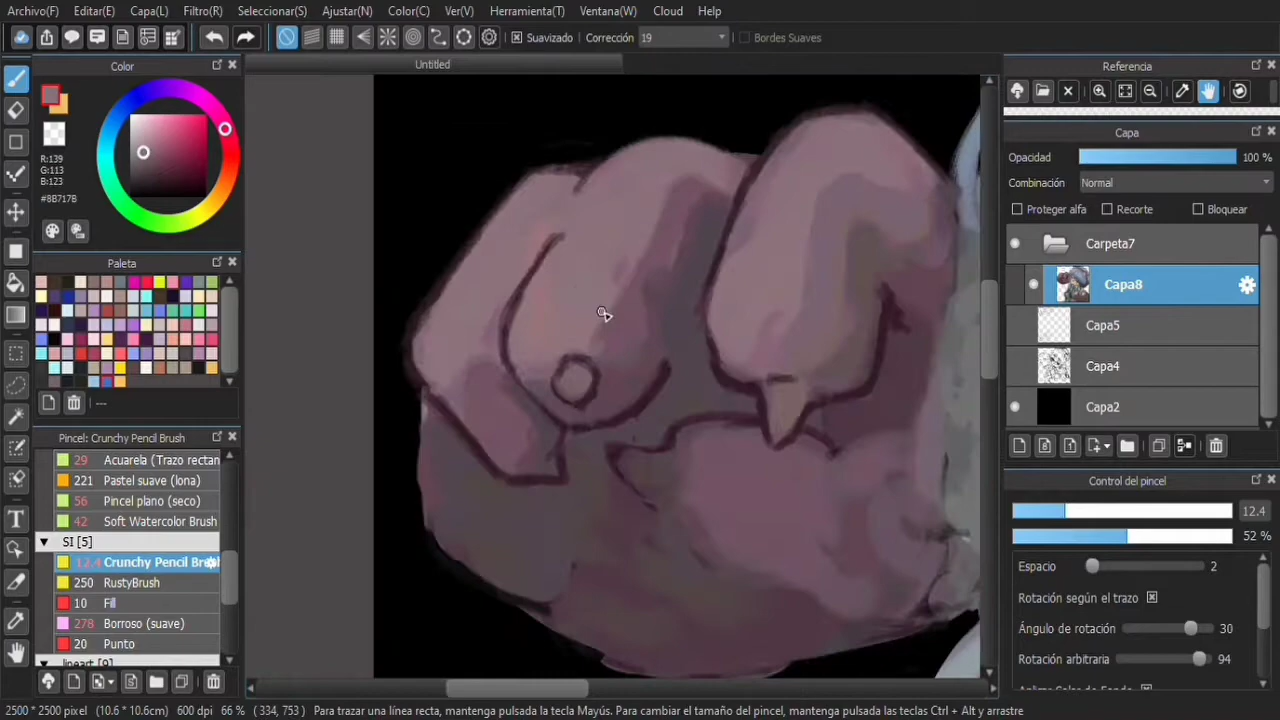 Archivo(F) Editar(E) Capa(L) Filtro(R) Seleccionar(S) Ajustar(N) Color(C) Ver(V) Herramienta(T) Ventana(W) Cloud Help
Suavizado Corrección 19 Bordes Suaves
Color
Untitled
Referencia
R:139
G:113
B:123
#8B717B
Capa
Opacidad 100 %
Combinación Normal
Proteger alfa Recorte Bloquear
Carpeta7
Capa8
Capa5
Capa4
Capa2
Paleta
---
Pincel: Crunchy Pencil Brush
29 Acuarela (Trazo rectan
221 Pastel suave (lona)
56 Pincel plano (seco)
42 Soft Watercolor Brush
SI [5]
12.4 Crunchy Pencil Brush
250 RustyBrush
10 Fill
278 Borroso (suave)
20 Punto
lineart [9]
Control del pincel
12.4
52 %
Espacio 2
Rotación según el trazo
Ángulo de rotación 30
Rotación arbitraria 94
2500 * 2500 pixel (10.6 * 10.6cm) 600 dpi 66 % ( 334, 753 ) Para trazar una línea recta, mantenga pulsada la tecla Mayús. Para cambiar el tamaño del pincel, mantenga pulsadas las teclas Ctrl + Alt y arrastre